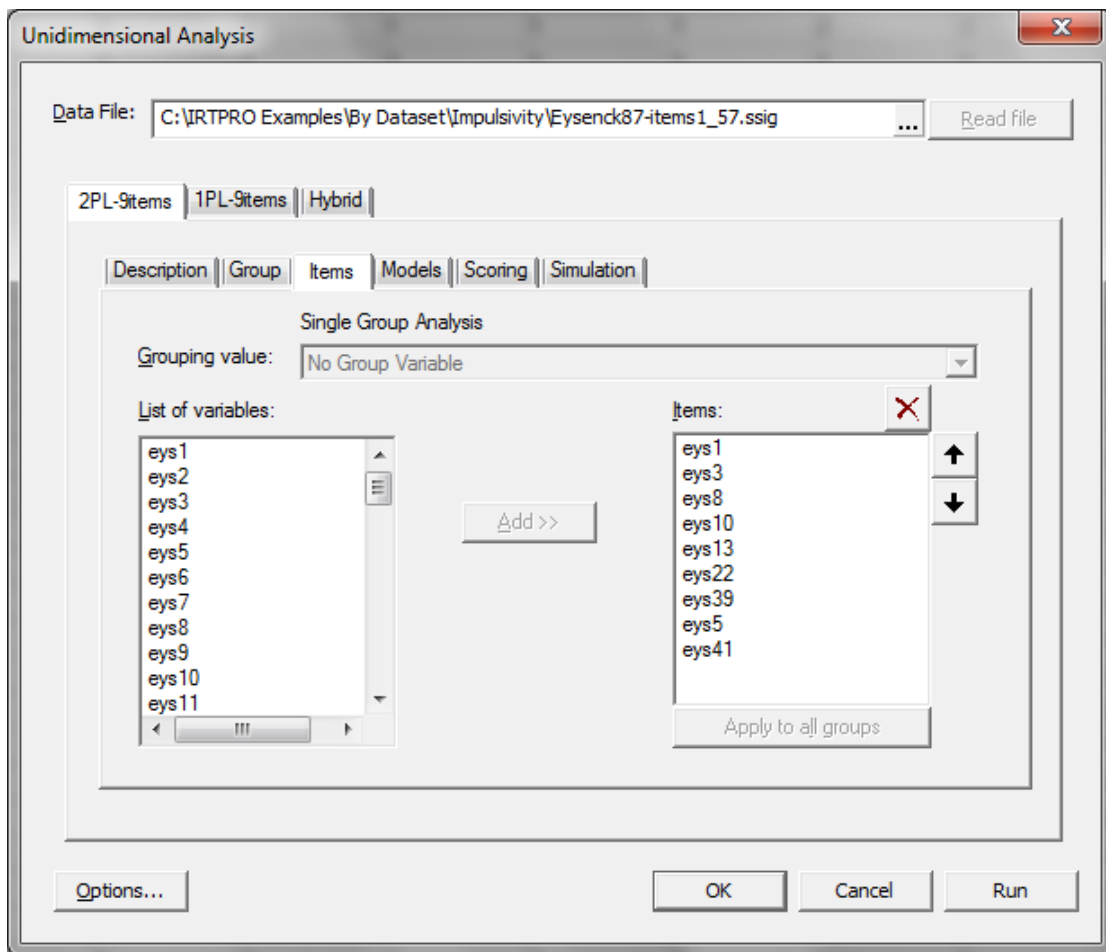 Unidimensional Analysis
Data File: C:\IRTPRO Examples\By Dataset\Impulsivity\Eysenck87-items1_57.ssig ... Read file
2PL-9items 1PL-9items Hybrid
Description Group Items Models Scoring Simulation
Single Group Analysis
Grouping value: No Group Variable
List of variables:
eys1
eys2
eys3
eys4
eys5
eys6
eys7
eys8
eys9
eys10
eys11
Add >>
Items:
eys1
eys3
eys8
eys10
eys13
eys22
eys39
eys5
eys41
Apply to all groups
Options... OK Cancel Run